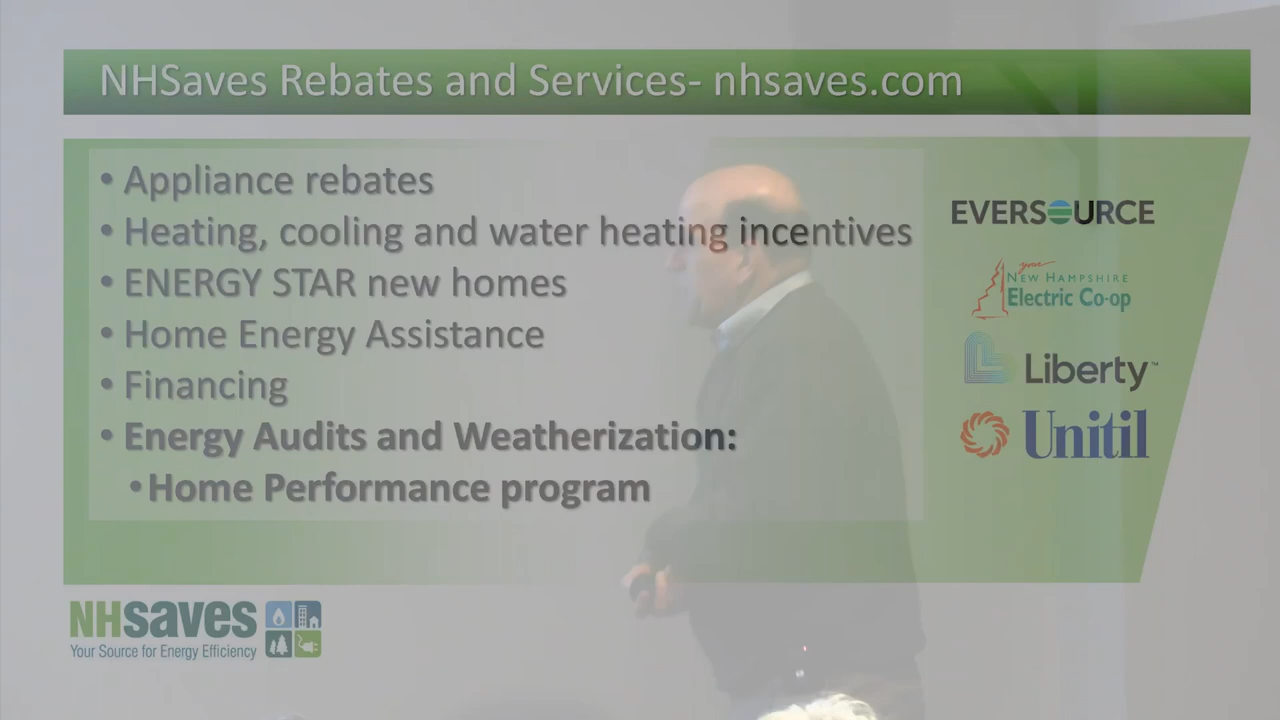 NHSaves Rebates and Services- nhsaves.com
• Appliance rebates
• Heating, cooling and water heating incentives
• ENERGY STAR new homes
• Home Energy Assistance
• Financing
• Energy Audits and Weatherization:
• Home Performance program
EVERSOURCE
your
New Hampshire
Electric Co-op
Liberty™
Unitil
NHsaves
Your Source for Energy Efficiency